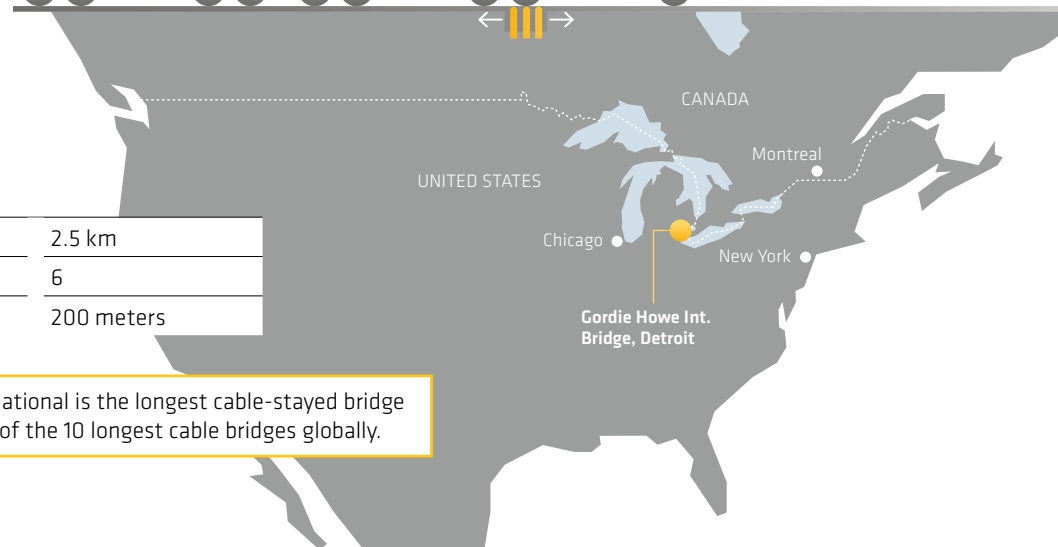 CANADA
Montreal
UNITED STATES
Chicago
New York
2.5 km
6
200 meters
Gordie Howe Int.
Bridge, Detroit
ational is the longest cable-stayed bridge
of the 10 longest cable bridges globally.